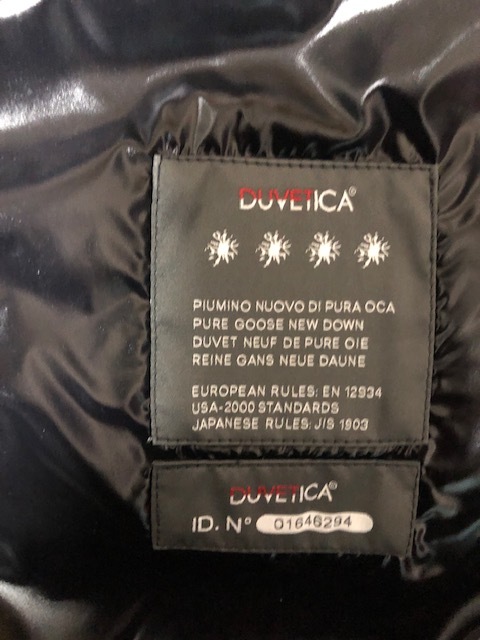 DUVETICA®
PIUMINO NUOVO DI PURA OCA
PURE GOOSE NEW DOWN
DUVET NEUF DE PURE OIE
REINE GANS NEUE DAUNE
EUROPEAN RULES: EN 12934
USA-2000 STANDARDS
JAPANESE RULES: JIS 1903
DUVETICA®
ID. N° 01646294